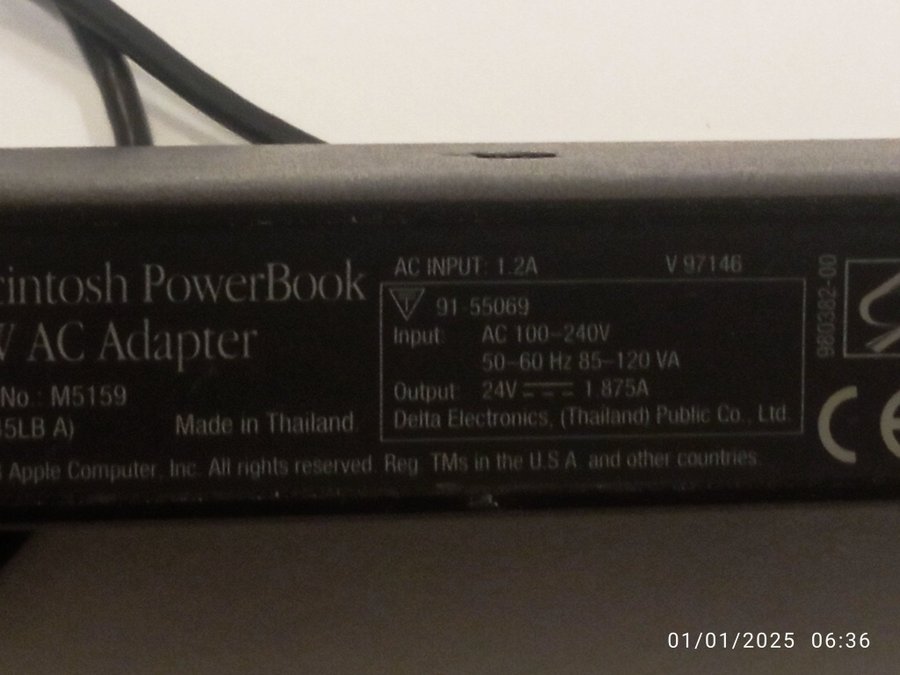 cintosh PowerBook
W AC Adapter
No.: M5159
45LB A)
Made in Thailand.
Apple Computer, Inc. All rights reserved. Reg. TMs in the U.S.A. and other countries.
AC INPUT: 1.2A
V 97146
91-55069
Input: AC 100-240V
50-60 Hz 85-120 VA
Output: 24V 1.875A
Delta Electronics, (Thailand) Public Co., Ltd.
980382-00
CE
01/01/2025 06:36